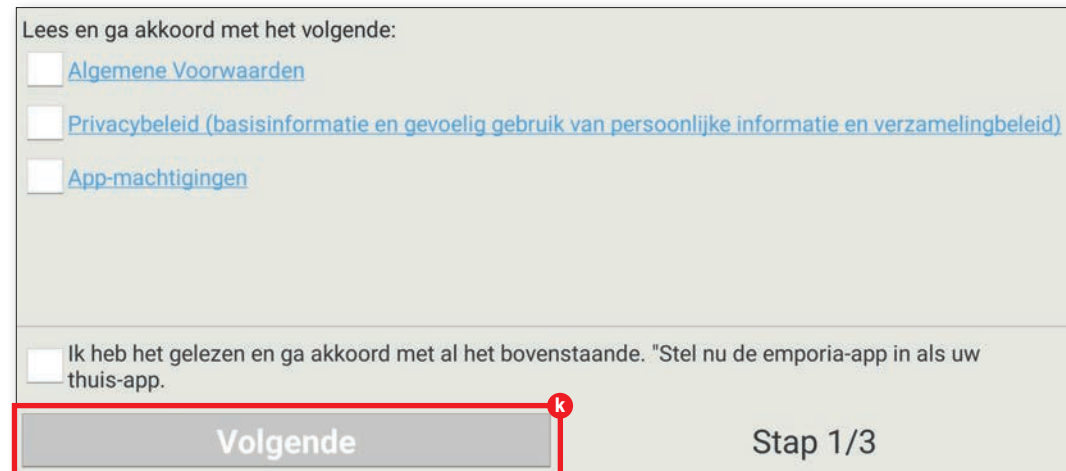 Lees en ga akkoord met het volgende:
Algemene Voorwaarden
Privacybeleid (basisinformatie en gevoelig gebruik van persoonlijke informatie en verzamelingbeleid)
App-machtigingen
Ik heb het gelezen en ga akkoord met al het bovenstaande. "Stel nu de emporia-app in als uw
thuis-app.
k
Volgende
Stap 1/3